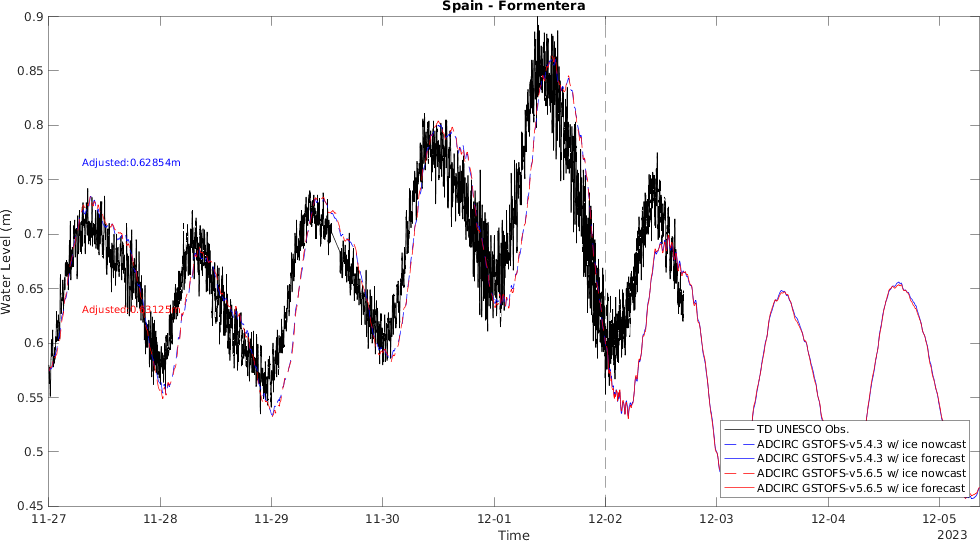 Spain - Formentera
0.9
0.85
0.8
0.75
0.7
0.65
0.6
0.55
0.5
0.45
Water Level (m)
Adjusted:0.62854m
Adjusted:0.63125m
TD UNESCO Obs.
ADCIRC GSTOFS-v5.4.3 w/ ice nowcast
ADCIRC GSTOFS-v5.4.3 w/ ice forecast
ADCIRC GSTOFS-v5.6.5 w/ ice nowcast
ADCIRC GSTOFS-v5.6.5 w/ ice forecast
11-27 11-28 11-29 11-30 12-01 12-02 12-03 12-04 12-05
Time
2023